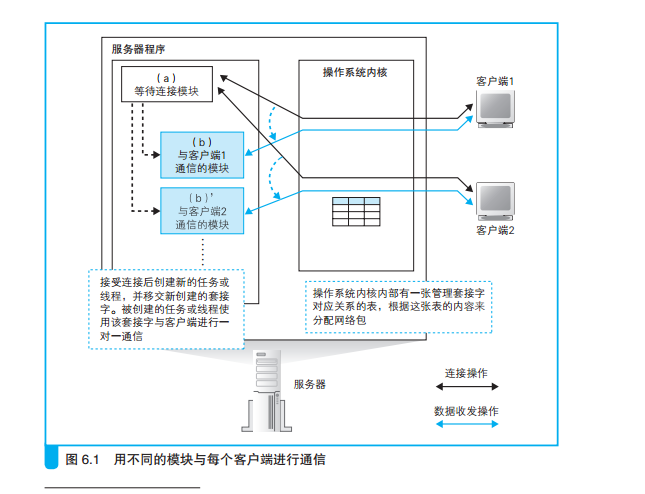 服务器程序
(a)
等待连接模块
操作系统内核
客户端1
(b)
与客户端1
通信的模块
(b)'
与客户端2
通信的模块
客户端2
接受连接后创建新的任务或
线程，并移交新创建的套接
字。被创建的任务或线程使
用该套接字与客户端进行一
对一通信
操作系统内核内部有一张管理套接字
对应关系的表，根据这张表的内容来
分配网络包
服务器
连接操作
数据收发操作
图 6.1 用不同的模块与每个客户端进行通信